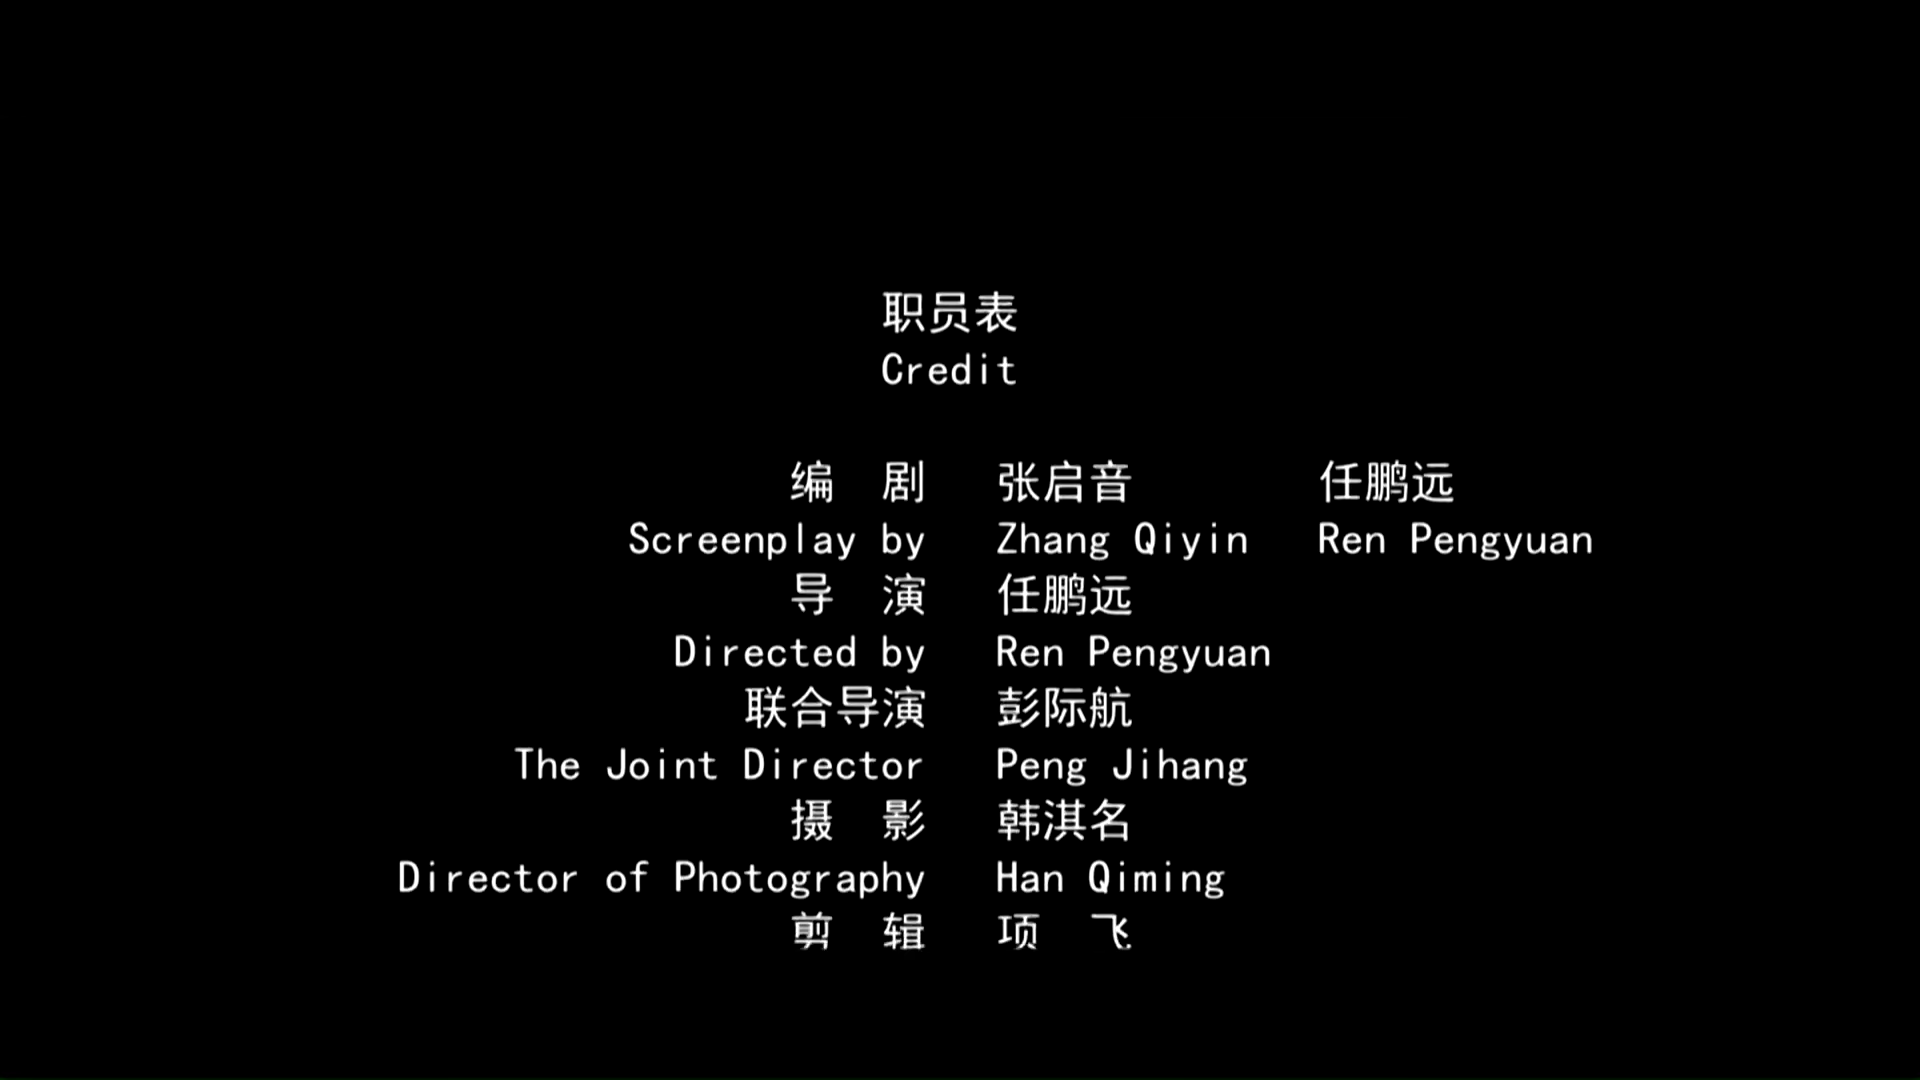 职员表
Credit
编 剧 张启音 任鹏远
Screenplay by Zhang Qiyin Ren Pengyuan
导 演 任鹏远
Directed by Ren Pengyuan
联合导演 彭际航
The Joint Director Peng Jihang
摄 影 韩淇名
Director of Photography Han Qiming
剪 辑 项 飞